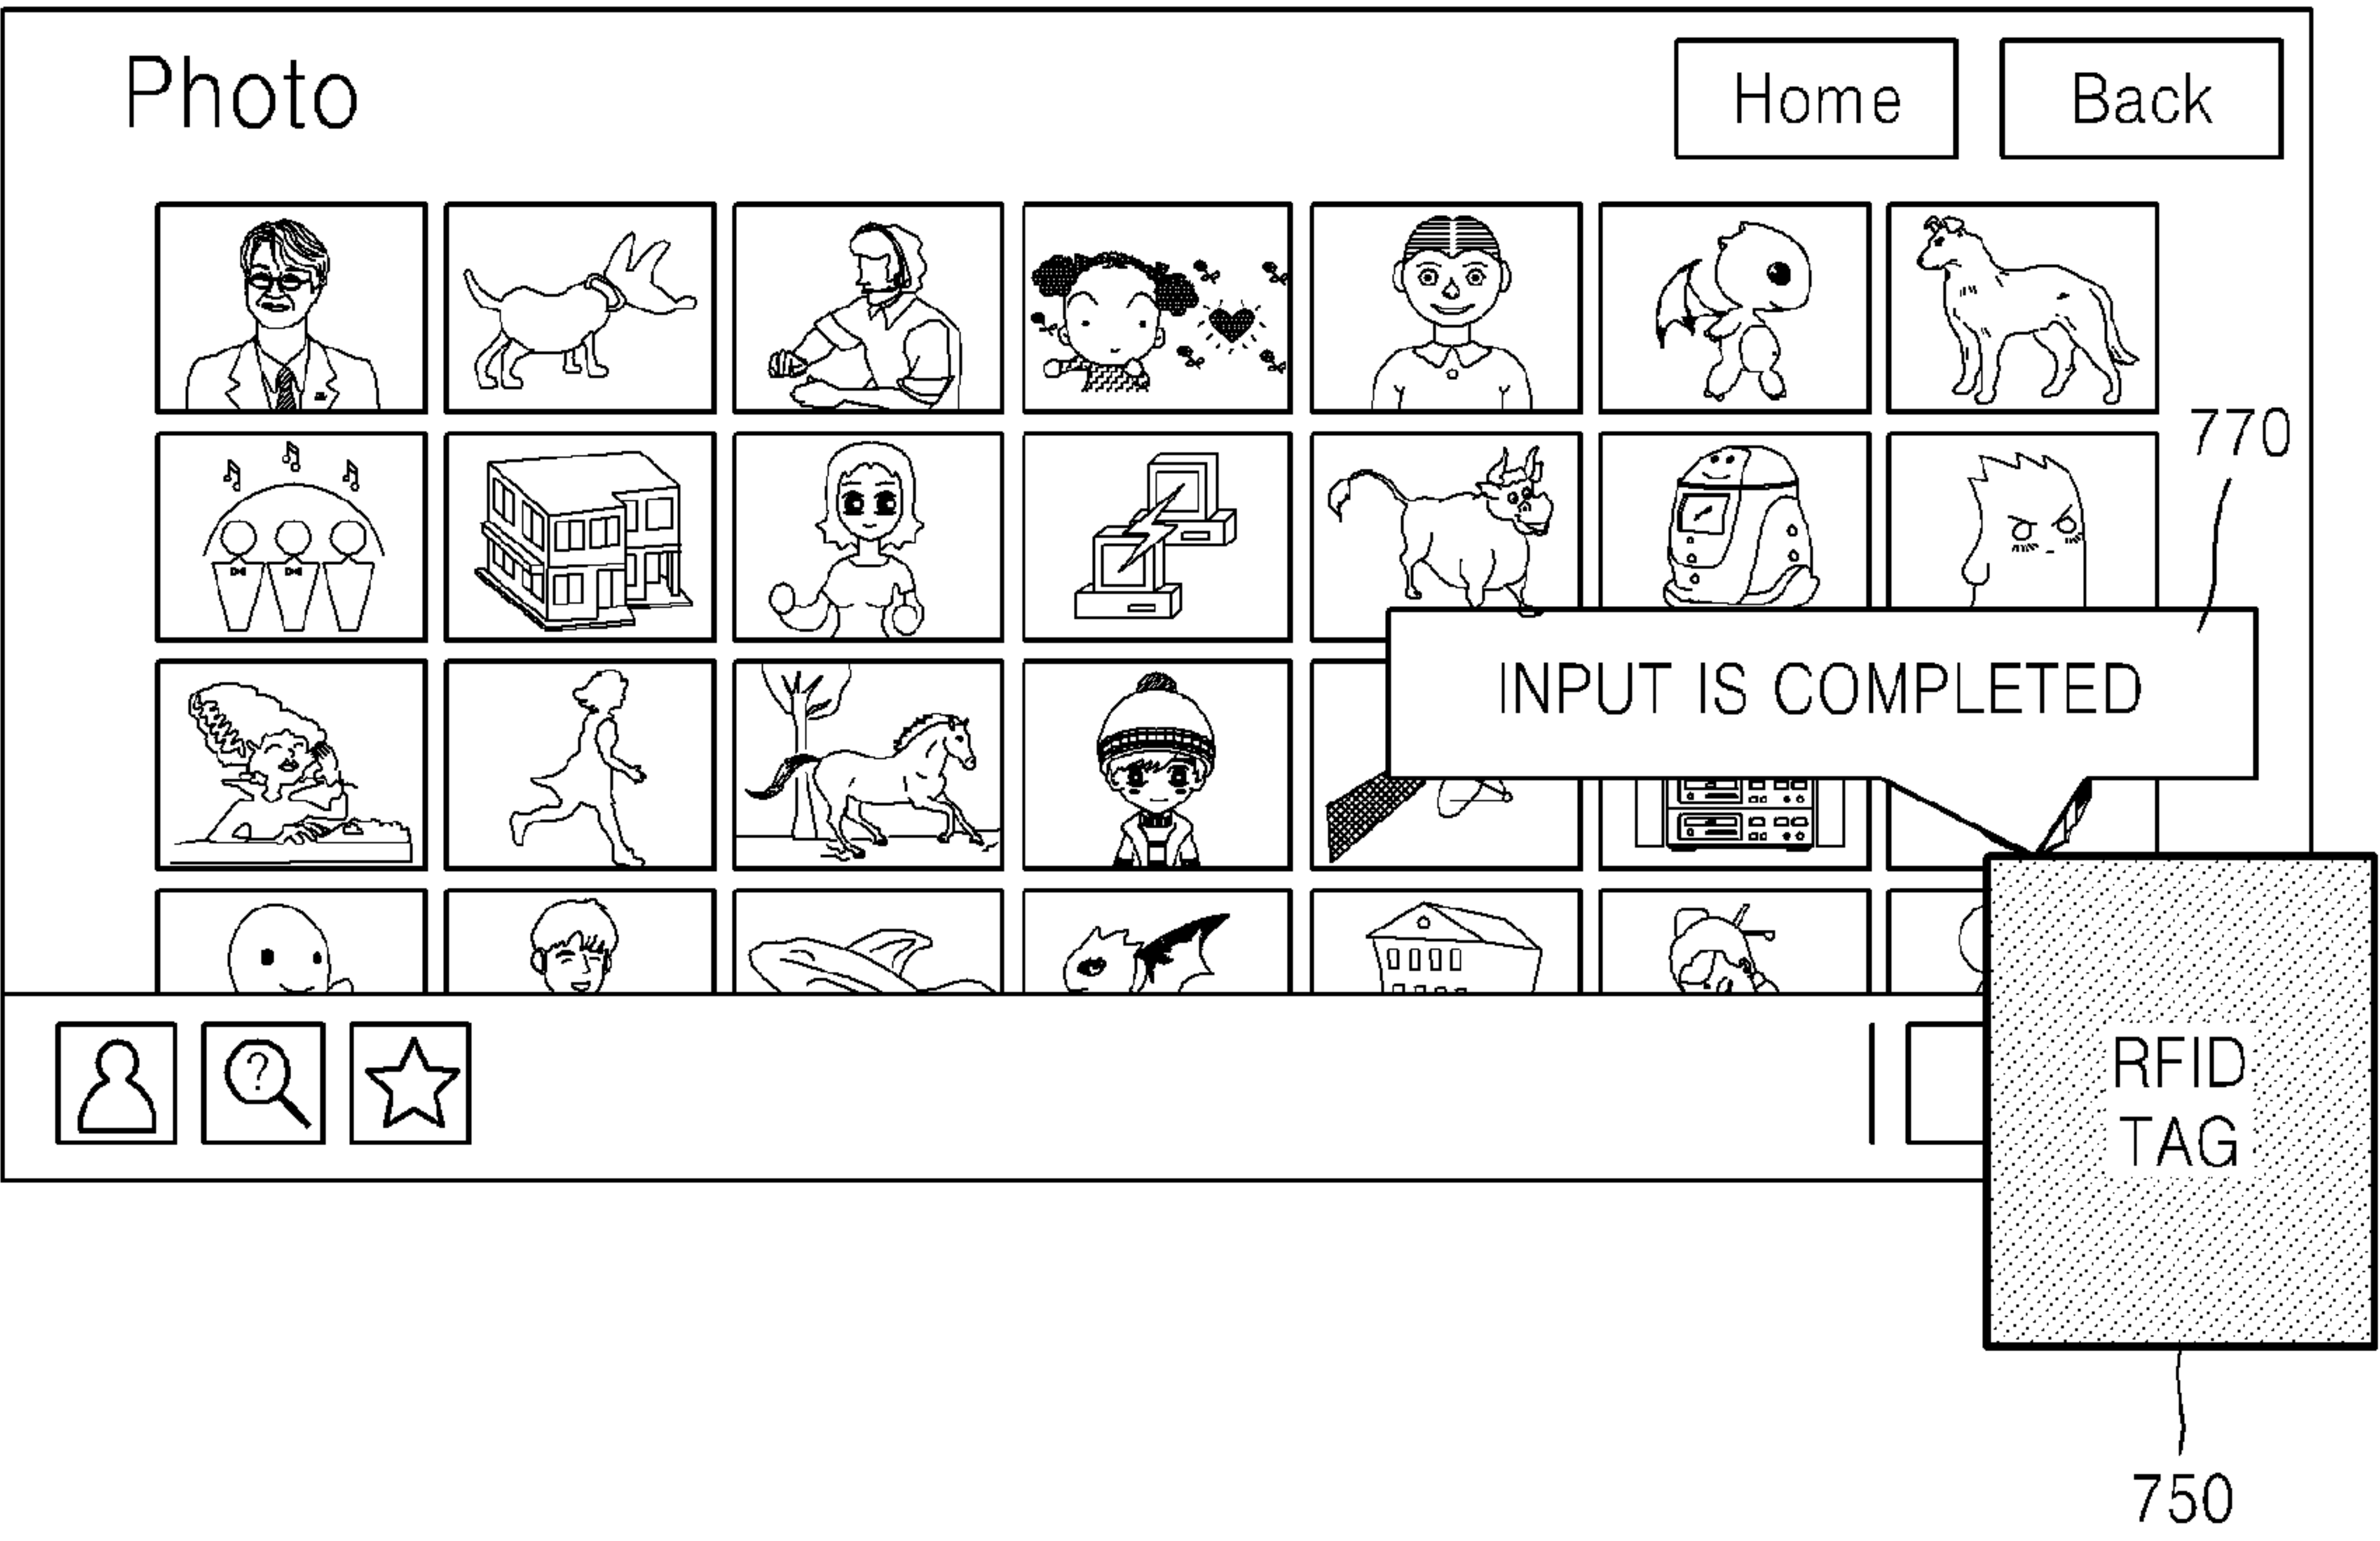 Photo
Home
Back
770
INPUT IS COMPLETED
?
RFID
TAG
750